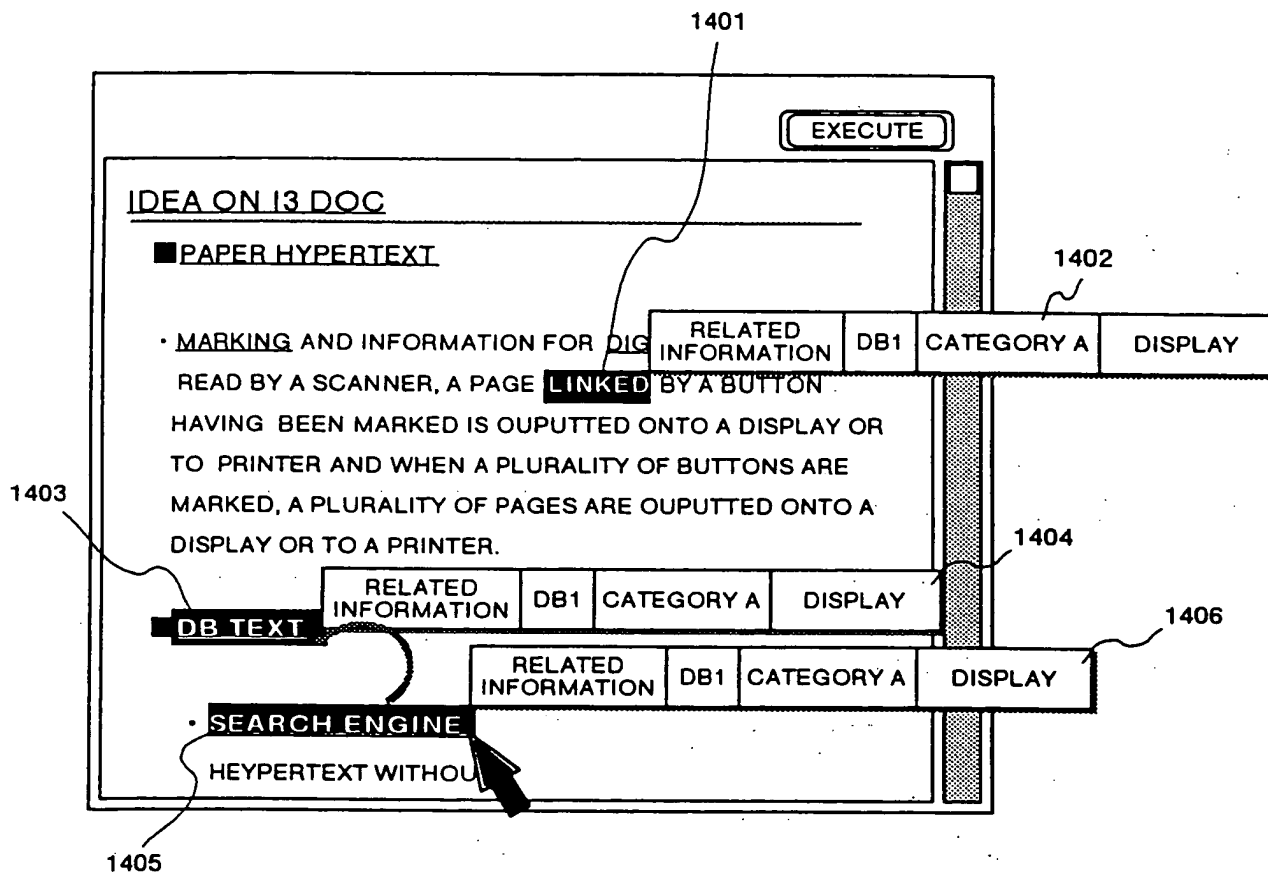 1401
EXECUTE
IDEA ON I3 DOC
PAPER HYPERTEXT
1402
RELATED INFORMATION DB1 CATEGORY A DISPLAY
· MARKING AND INFORMATION FOR DIG
READ BY A SCANNER, A PAGE LINKED BY A BUTTON
HAVING BEEN MARKED IS OUPUTTED ONTO A DISPLAY OR
TO PRINTER AND WHEN A PLURALITY OF BUTTONS ARE
1403
MARKED, A PLURALITY OF PAGES ARE OUPUTTED ONTO A
DISPLAY OR TO A PRINTER.
1404
RELATED INFORMATION DB1 CATEGORY A DISPLAY
DB TEXT
1406
RELATED INFORMATION DB1 CATEGORY A DISPLAY
· SEARCH ENGINE
HEYPERTEXT WITHOU
1405